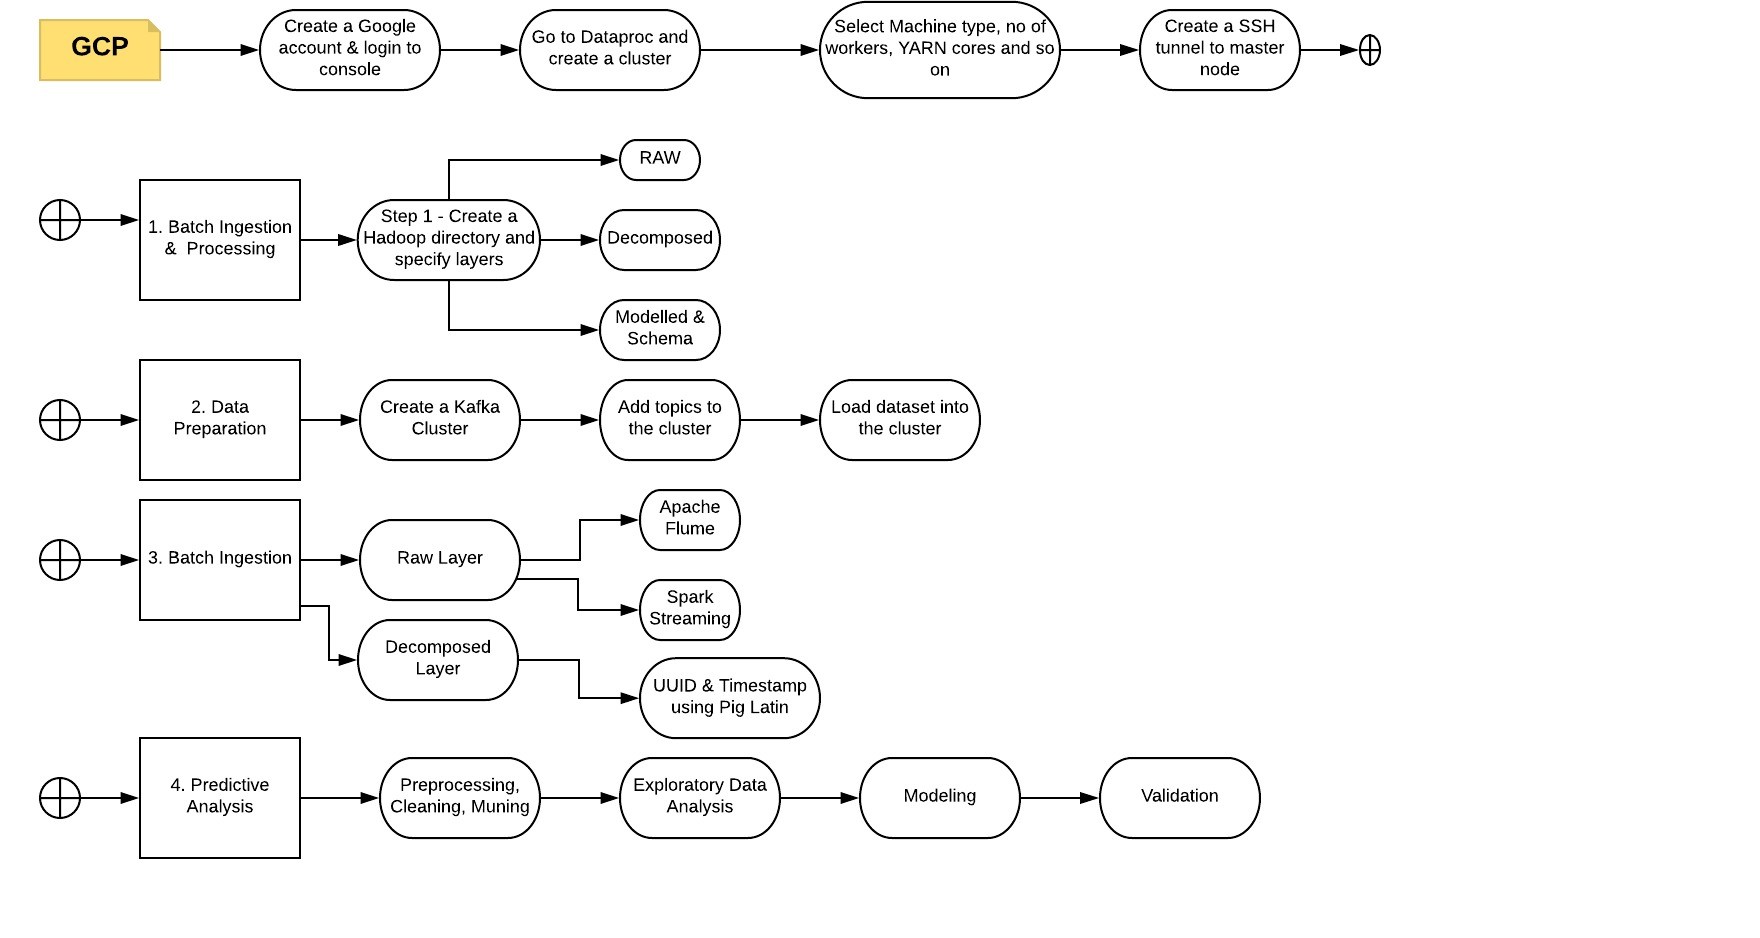 GCP
Create a Google
account & login to
console
Go to Dataproc and
create a cluster
Select Machine type, no of
workers, YARN cores and so
on
Create a SSH
tunnel to master
node
1. Batch Ingestion
& Processing
Step 1 - Create a
Hadoop directory and
specify layers
RAW
Decomposed
Modelled &
Schema
2. Data
Preparation
Create a Kafka
Cluster
Add topics to
the cluster
Load dataset into
the cluster
3. Batch Ingestion
Raw Layer
Apache
Flume
Spark
Streaming
Decomposed
Layer
UUID & Timestamp
using Pig Latin
4. Predictive
Analysis
Preprocessing,
Cleaning, Muning
Exploratory Data
Analysis
Modeling
Validation